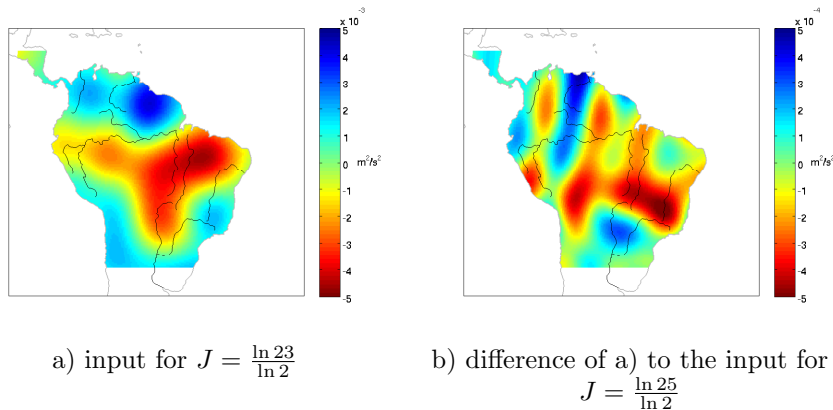 x 10⁻³
5
4
3
2
1
0 m²/s²
-1
-2
-3
-4
-5
x 10⁻⁴
5
4
3
2
1
0 m²/s²
-1
-2
-3
-4
-5
a) input for J = ln 23 / ln 2
b) difference of a) to the input for
J = ln 25 / ln 2